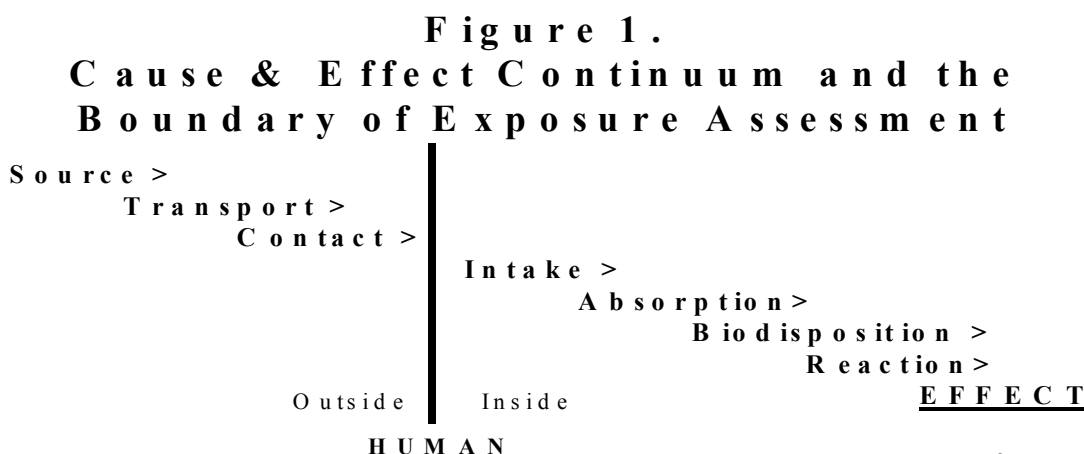 Figure 1.
Cause & Effect Continuum and the
Boundary of Exposure Assessment
Source >
Transport >
Contact >
Intake >
Absorption >
Biodisposition >
Reaction >
Outside Inside EFFECT
HUMAN